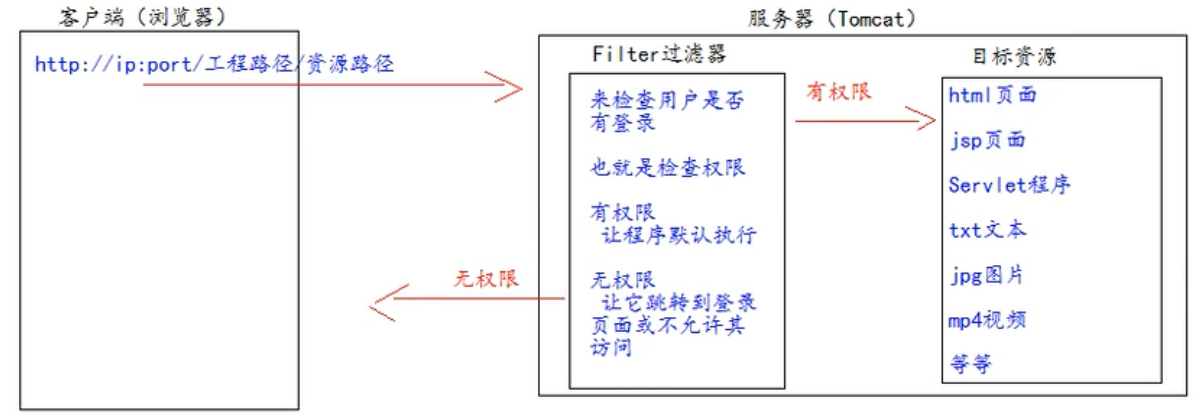 客户端（浏览器）
http://ip:port/工程路径/资源路径
服务器（Tomcat）
Filter过滤器
来检查用户是否
有登录
也就是检查权限
有权限
让程序默认执行
无权限
让它跳转到登录
页面或不允许其
访问
有权限
无权限
目标资源
html页面
jsp页面
Servlet程序
txt文本
jpg图片
mp4视频
等等